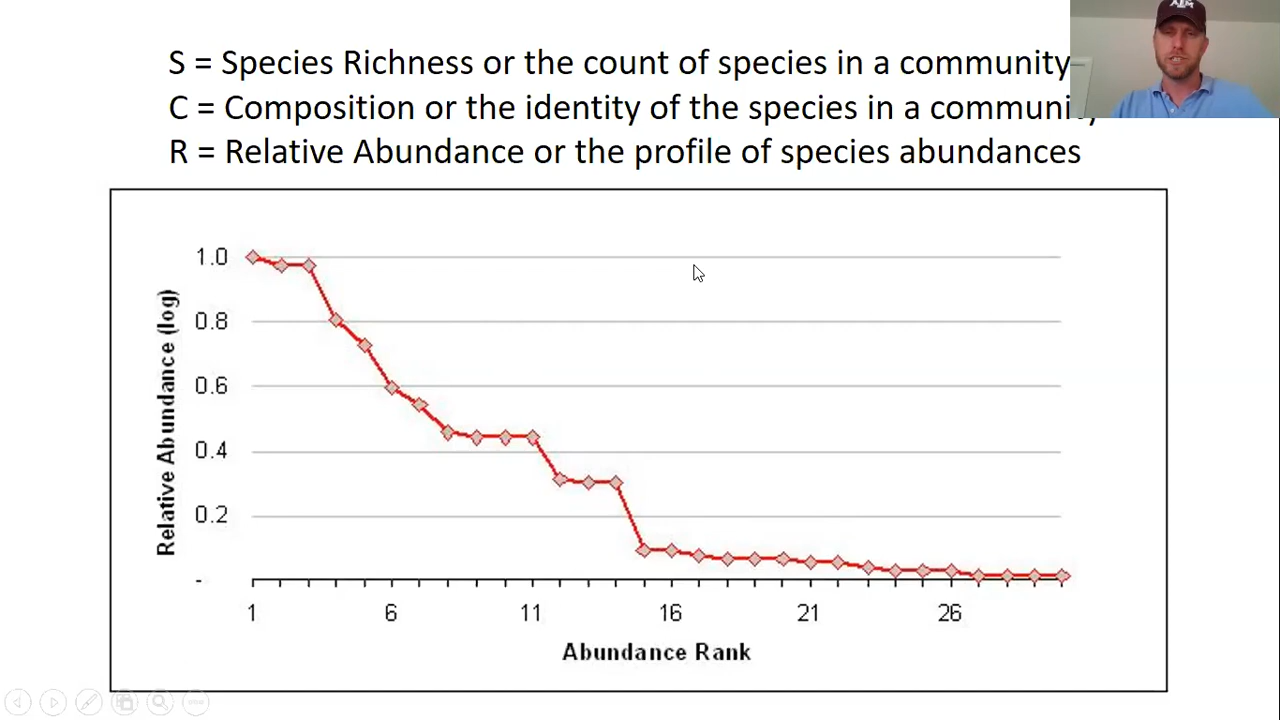 S = Species Richness or the count of species in a community
C = Composition or the identity of the species in a community
R = Relative Abundance or the profile of species abundances
1.0
0.8
0.6
0.4
0.2
-
Relative Abundance (log)
1 6 11 16 21 26
Abundance Rank